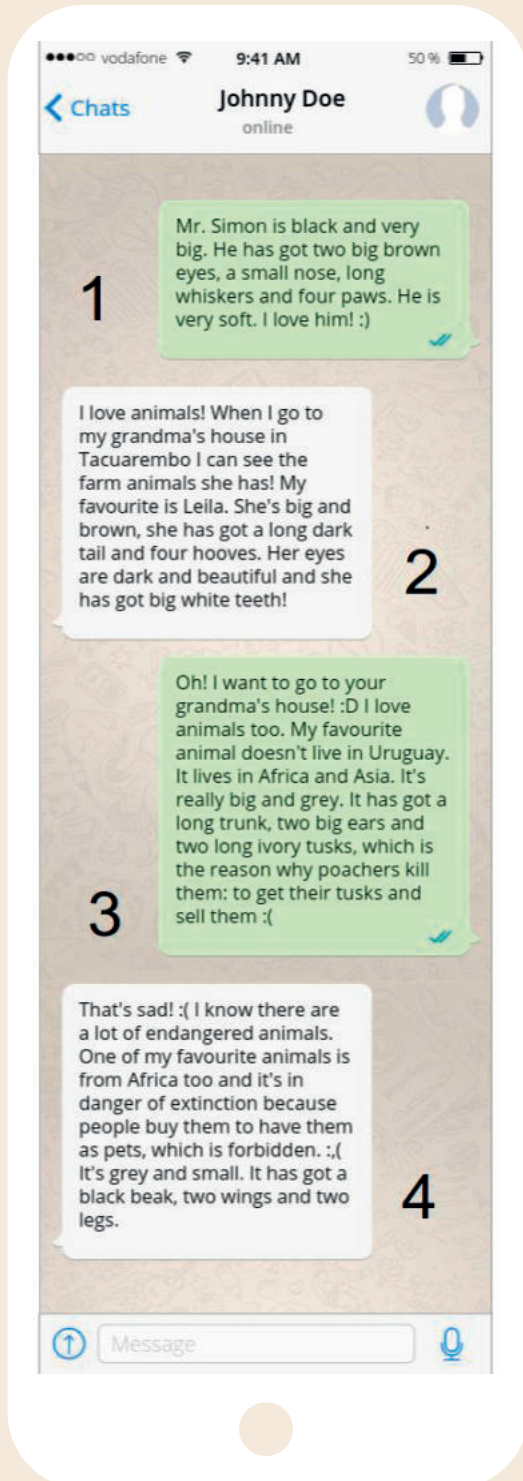 vodafone 9:41 AM 50 %
Chats Johnny Doe
online
Mr. Simon is black and very
big. He has got two big brown
eyes, a small nose, long
whiskers and four paws. He is
very soft. I love him! :)
1
I love animals! When I go to
my grandma's house in
Tacuarembo I can see the
farm animals she has! My
favourite is Leila. She's big and
brown, she has got a long dark
tail and four hooves. Her eyes
are dark and beautiful and she
has got big white teeth!
2
Oh! I want to go to your
grandma's house! :D I love
animals too. My favourite
animal doesn't live in Uruguay.
It lives in Africa and Asia. It's
really big and grey. It has got a
long trunk, two big ears and
two long ivory tusks, which is
the reason why poachers kill
them: to get their tusks and
sell them :(
3
That's sad! :( I know there are
a lot of endangered animals.
One of my favourite animals is
from Africa too and it's in
danger of extinction because
people buy them to have them
as pets, which is forbidden. :,(
It's grey and small. It has got a
black beak, two wings and two
legs.
4
Message